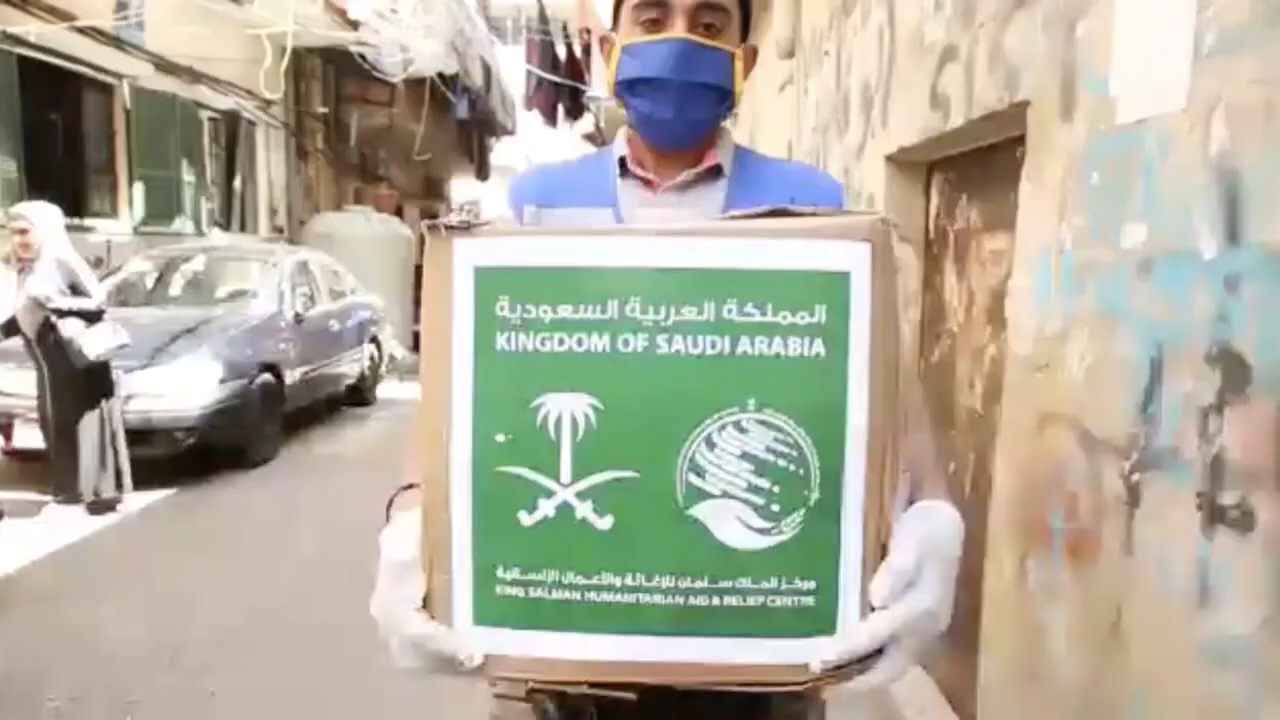 المملكة العربية السعودية
KINGDOM OF SAUDI ARABIA
مركز الملك سلمان للإغاثة والأعمال الإنسانية
KING SALMAN HUMANITARIAN AID & RELIEF CENTRE